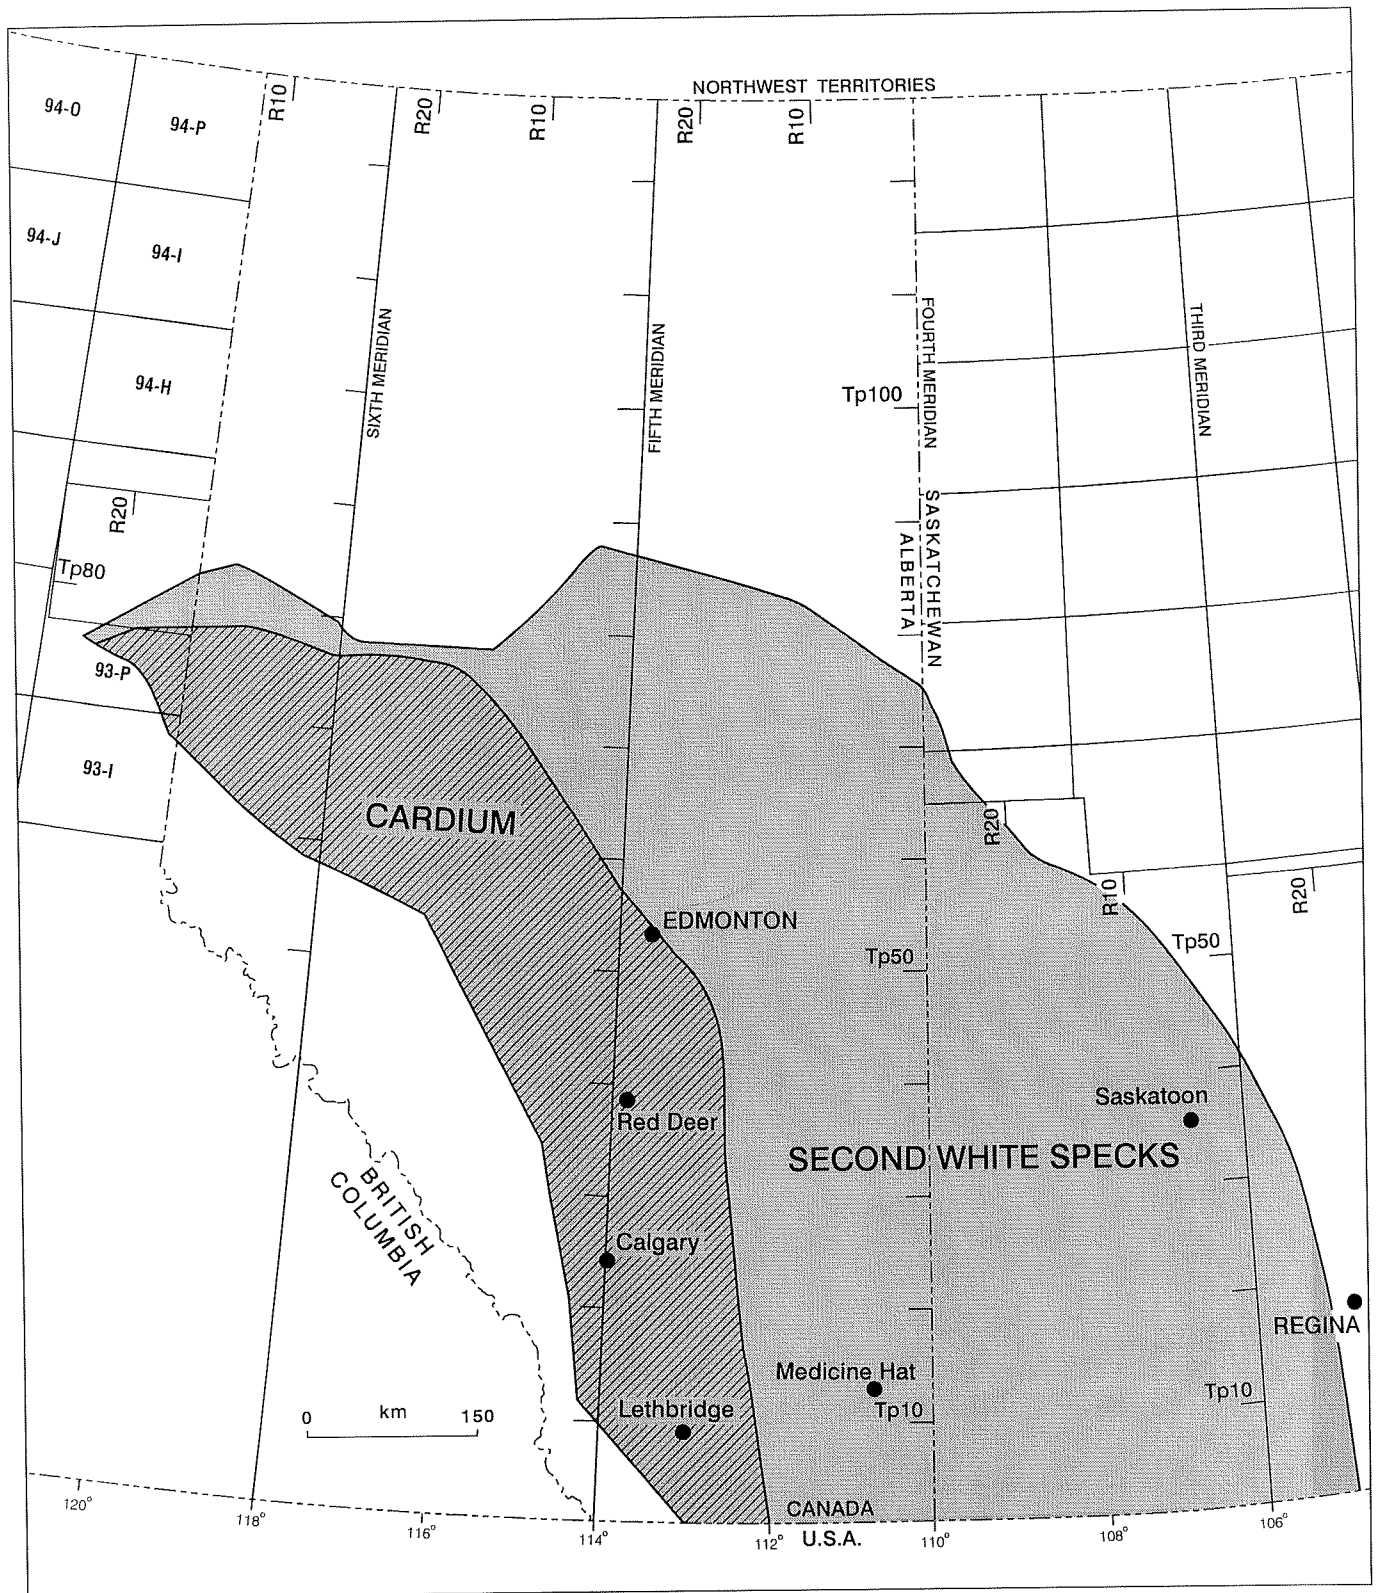 NORTHWEST TERRITORIES
94-O
94-P
R10
R20
R10
R20
R10
94-J
94-I
94-H
SIXTH MERIDIAN
FIFTH MERIDIAN
FOURTH MERIDIAN
THIRD MERIDIAN
Tp100
R20
Tp80
SASKATCHEWAN
ALBERTA
93-P
93-I
CARDIUM
R20
R10
R20
EDMONTON
Tp50
Tp50
Saskatoon
Red Deer
SECOND WHITE SPECKS
BRITISH
COLUMBIA
Calgary
REGINA
Medicine Hat
Tp10
Tp10
Lethbridge
0 km 150
CANADA
U.S.A.
120°
118°
116°
114°
112°
110°
108°
106°